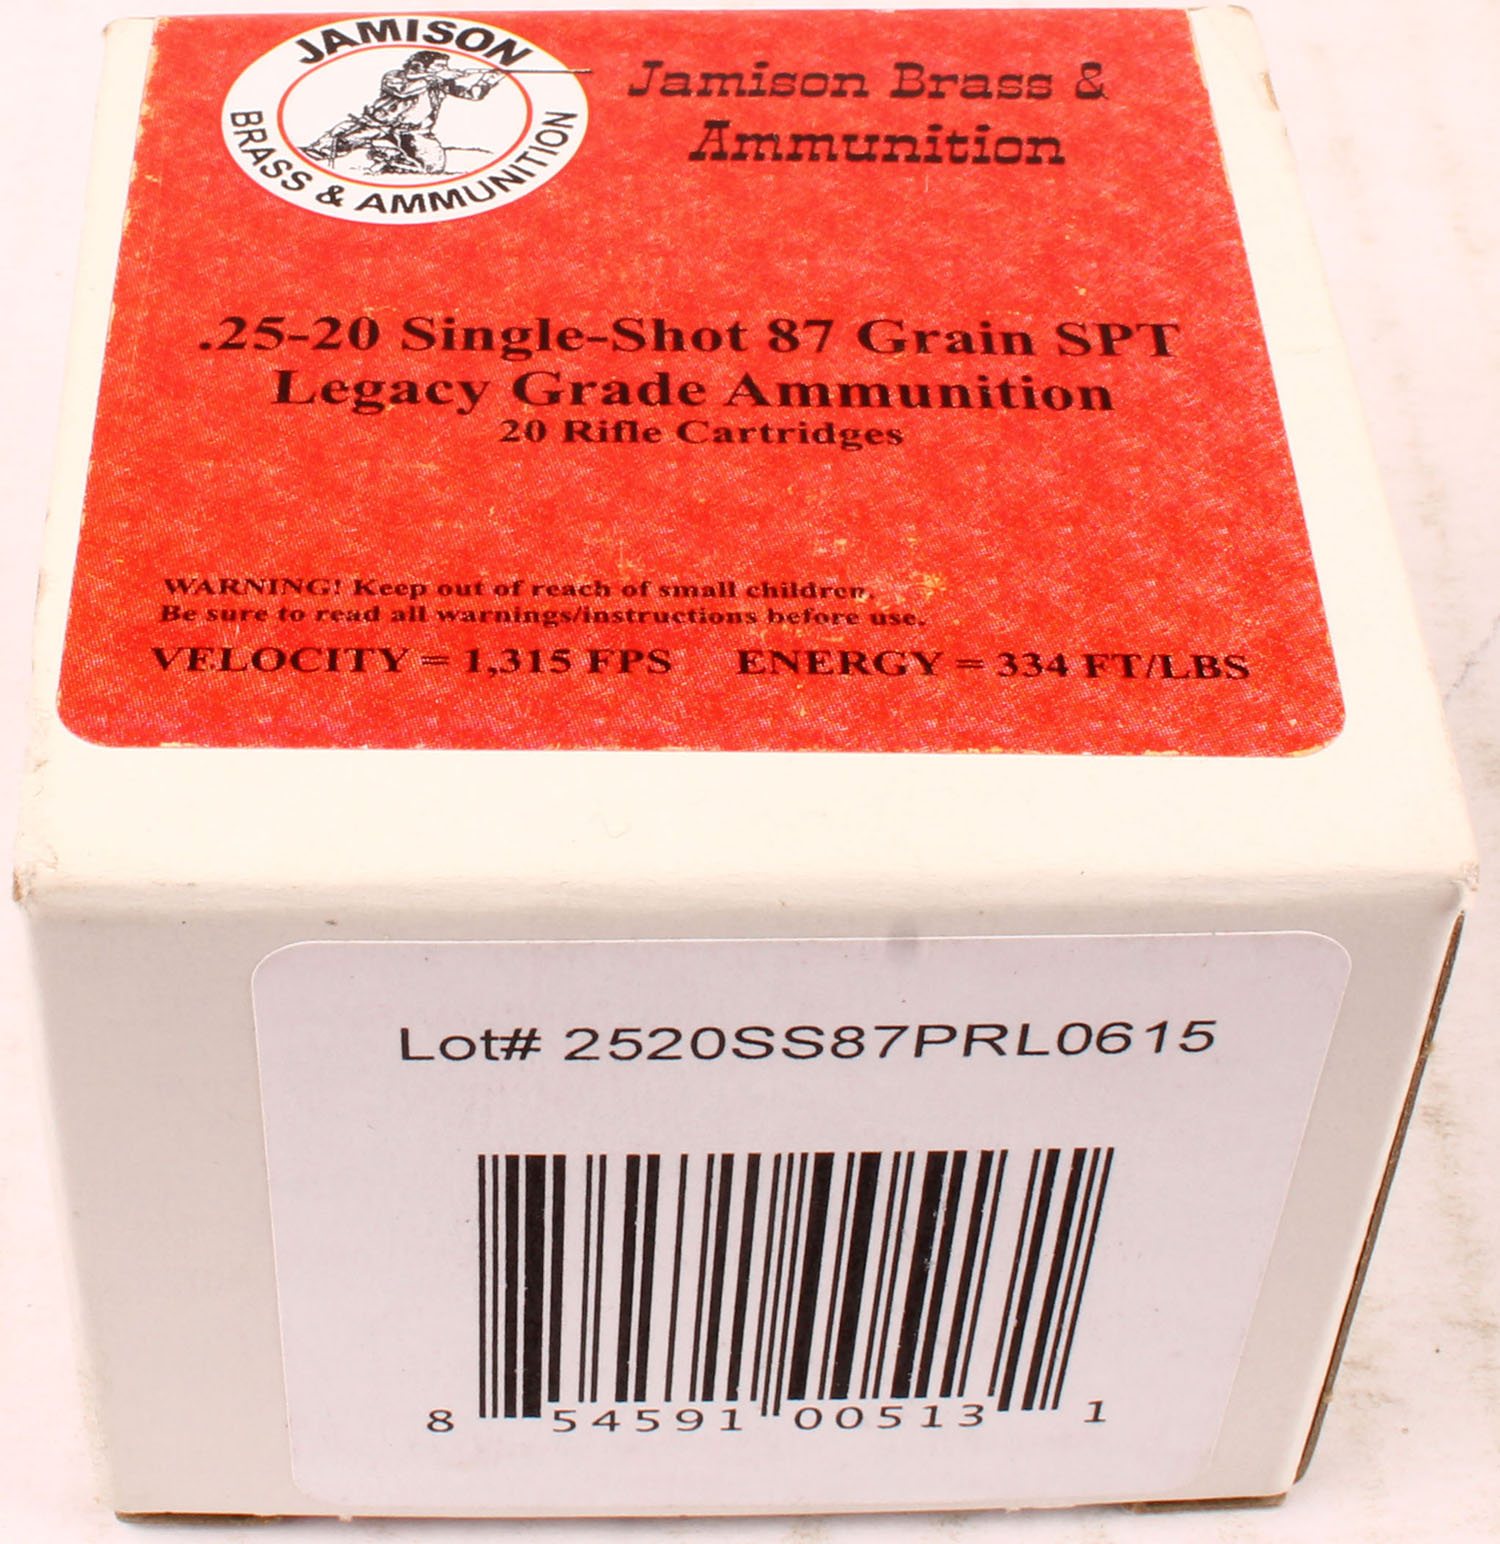 JAMISON
BRASS & AMMUNITION
Jamison Brass &
Ammunition
.25-20 Single-Shot 87 Grain SPT
Legacy Grade Ammunition
20 Rifle Cartridges
WARNING! Keep out of reach of small children.
Be sure to read all warnings/instructions before use.
VELOCITY = 1,315 FPS ENERGY = 334 FT/LBS
Lot# 2520SS87PRL0615
8 54591 00513 1